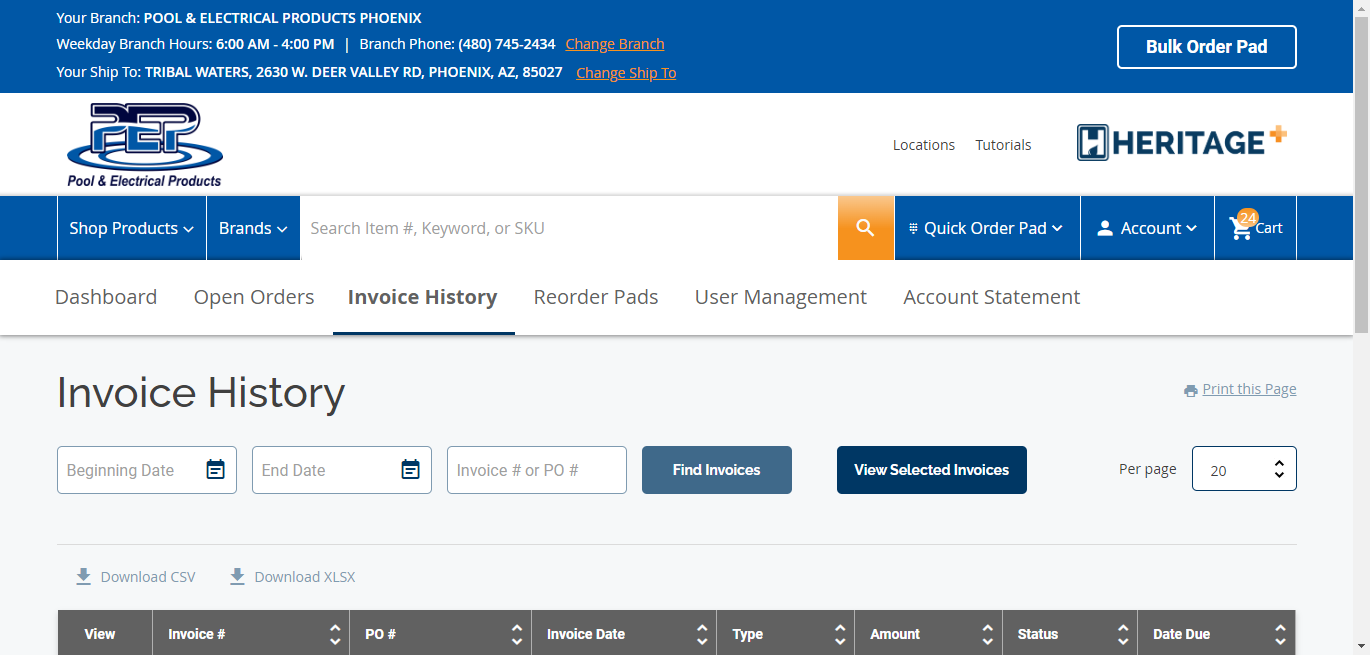 Your Branch: POOL & ELECTRICAL PRODUCTS PHOENIX
Weekday Branch Hours: 6:00 AM - 4:00 PM | Branch Phone: (480) 745-2434 Change Branch
Your Ship To: TRIBAL WATERS, 2630 W. DEER VALLEY RD, PHOENIX, AZ, 85027 Change Ship To
Bulk Order Pad
PEP
Pool & Electrical Products
Locations Tutorials
HERITAGE+
Shop Products Brands Search Item #, Keyword, or SKU Quick Order Pad Account 24 Cart
Dashboard Open Orders Invoice History Reorder Pads User Management Account Statement
Invoice History
Print this Page
Beginning Date End Date Invoice # or PO # Find Invoices View Selected Invoices Per page 20
Download CSV Download XLSX
View Invoice # PO # Invoice Date Type Amount Status Date Due